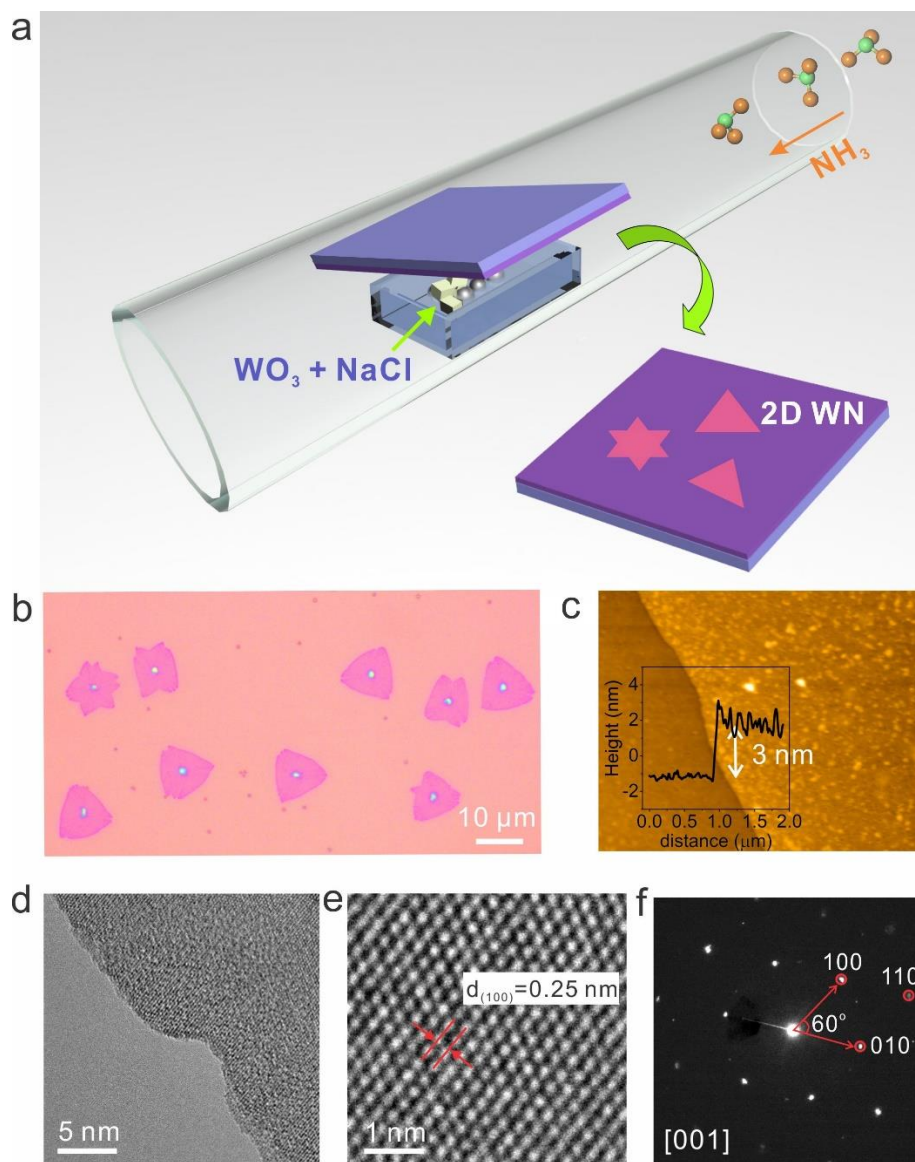 a
NH₃
WO₃ + NaCl
2D WN
b
10 µm
c
Height (nm)
4
2
0
-2
3 nm
0.0 0.5 1.0 1.5 2.0
distance (µm)
d
5 nm
e
d(100)=0.25 nm
1 nm
f
100
110
60°
010
[001]